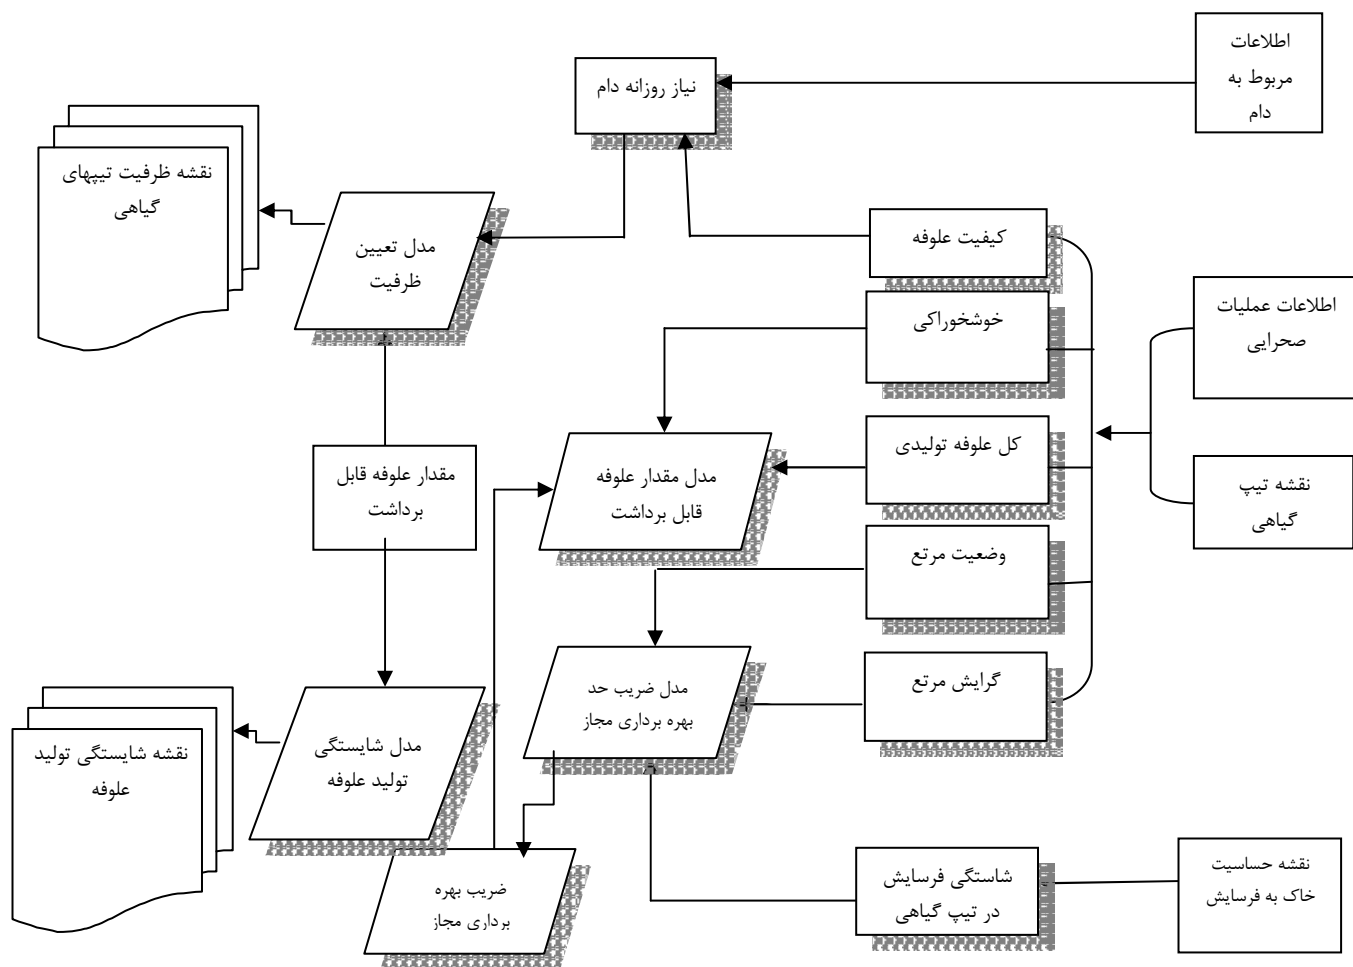 اطلاعات
مربوط به
دام
نیاز روزانه دام
نقشه ظرفیت تیپهای
گیاهی
مدل تعیین
ظرفیت
کیفیت علوفه
خوشخوراکی
اطلاعات عملیات
صحرایی
کل علوفه تولیدی
مدل مقدار علوفه
قابل برداشت
مقدار علوفه قابل
برداشت
نقشه تیپ
گیاهی
وضعیت مرتع
گرایش مرتع
مدل ضریب حد
بهره برداری مجاز
مدل شایستگی
تولید علوفه
نقشه شایستگی تولید
علوفه
نقشه حساسیت
خاک به فرسایش
شاستگی فرسایش
در تیپ گیاهی
ضریب بهره
برداری مجاز